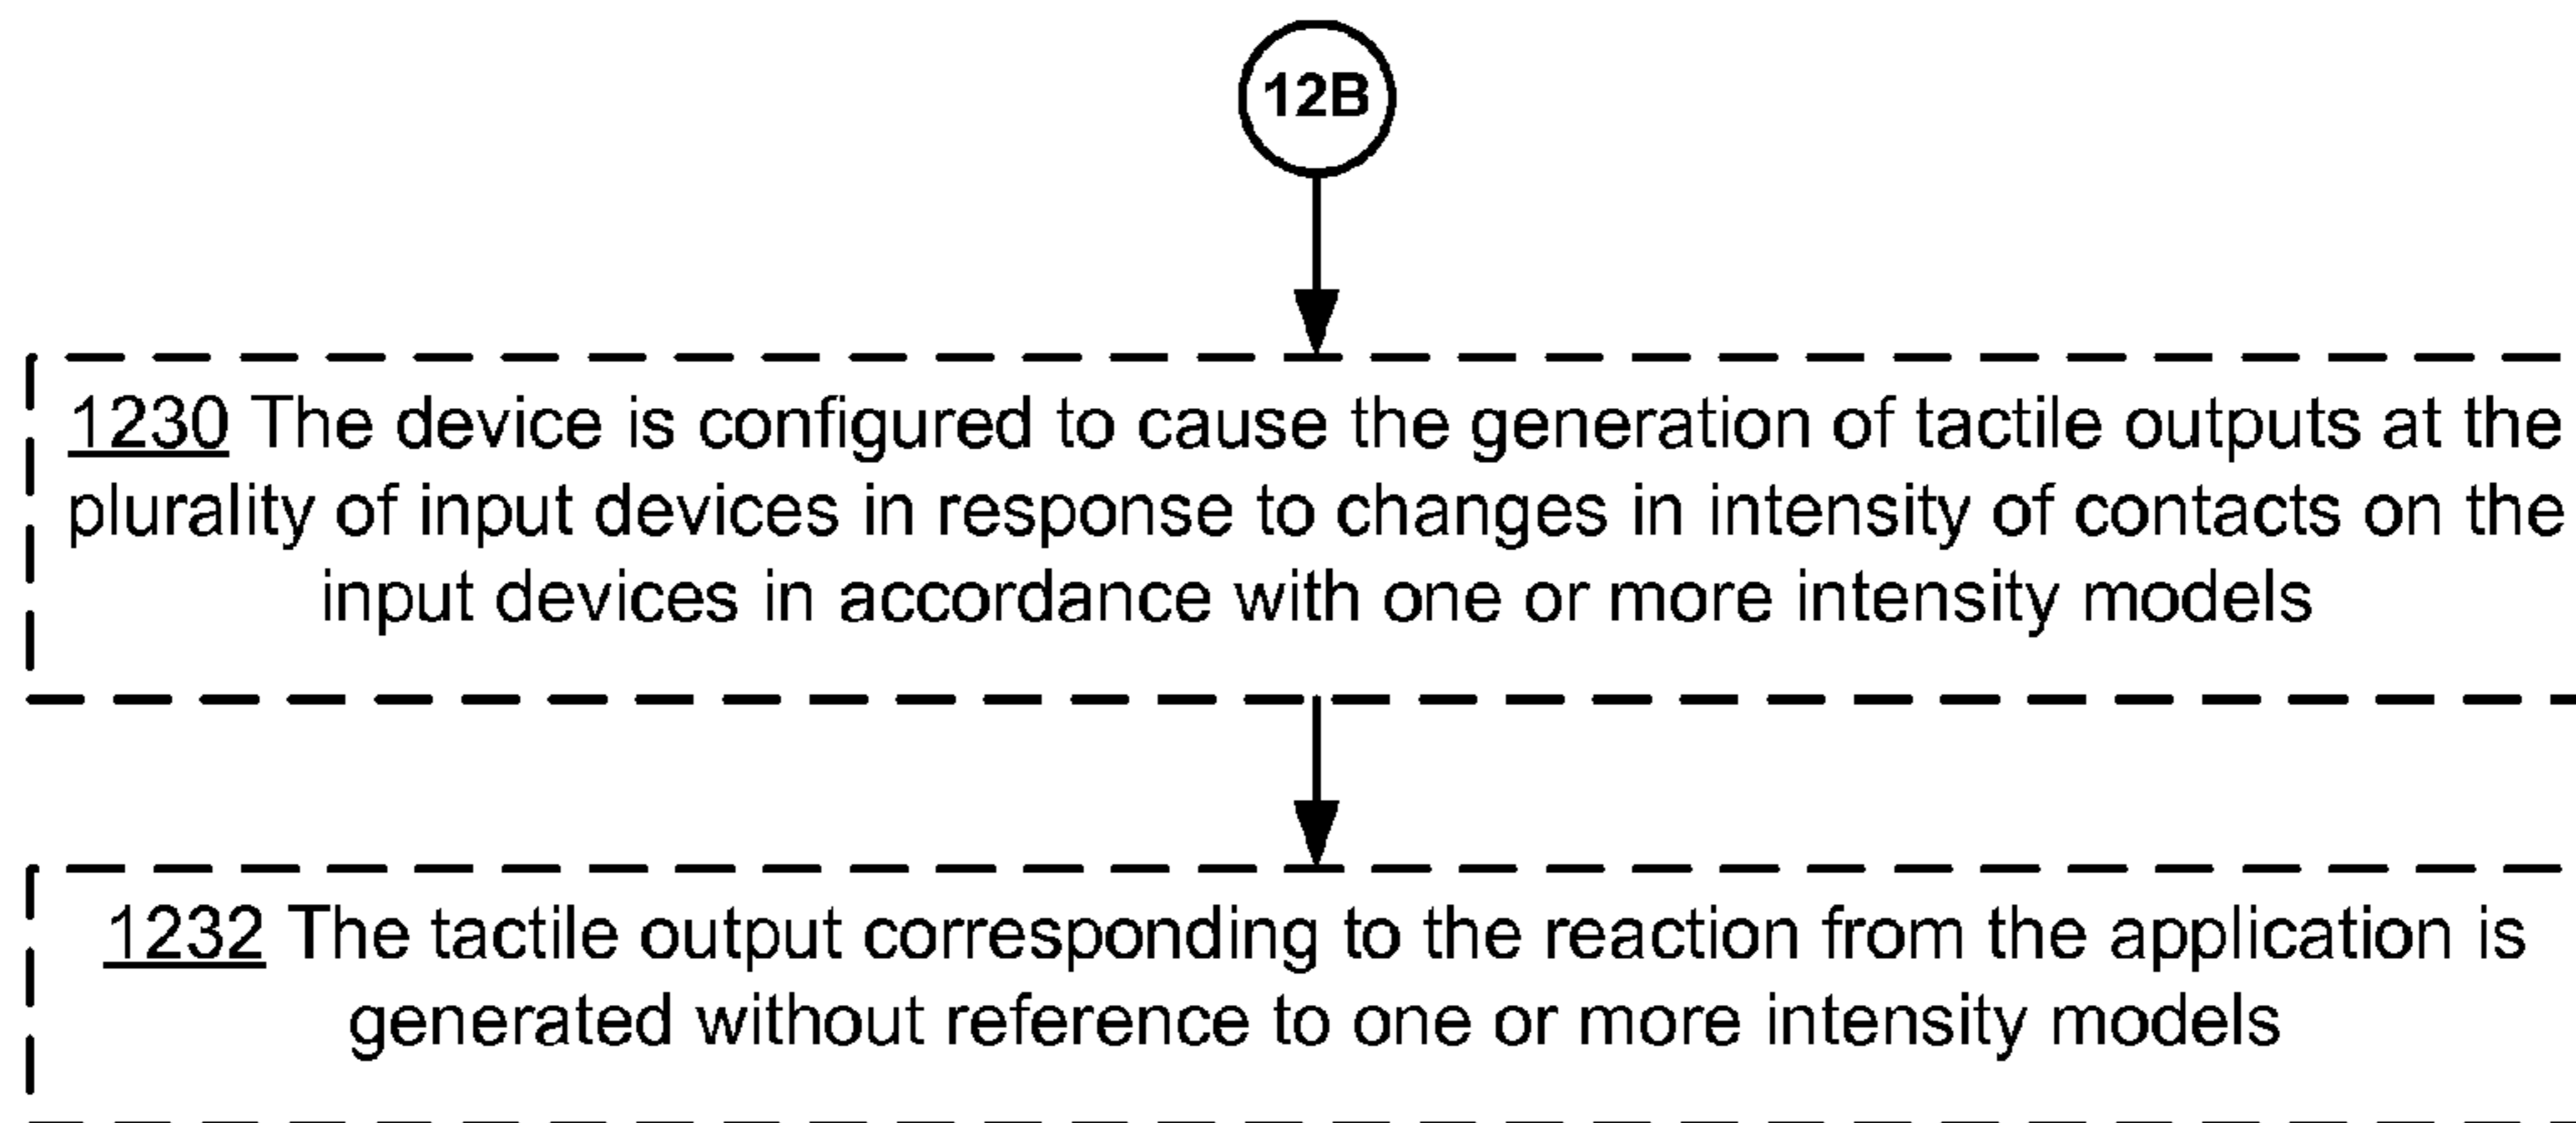 12B
1230 The device is configured to cause the generation of tactile outputs at the
plurality of input devices in response to changes in intensity of contacts on the
input devices in accordance with one or more intensity models
1232 The tactile output corresponding to the reaction from the application is
generated without reference to one or more intensity models